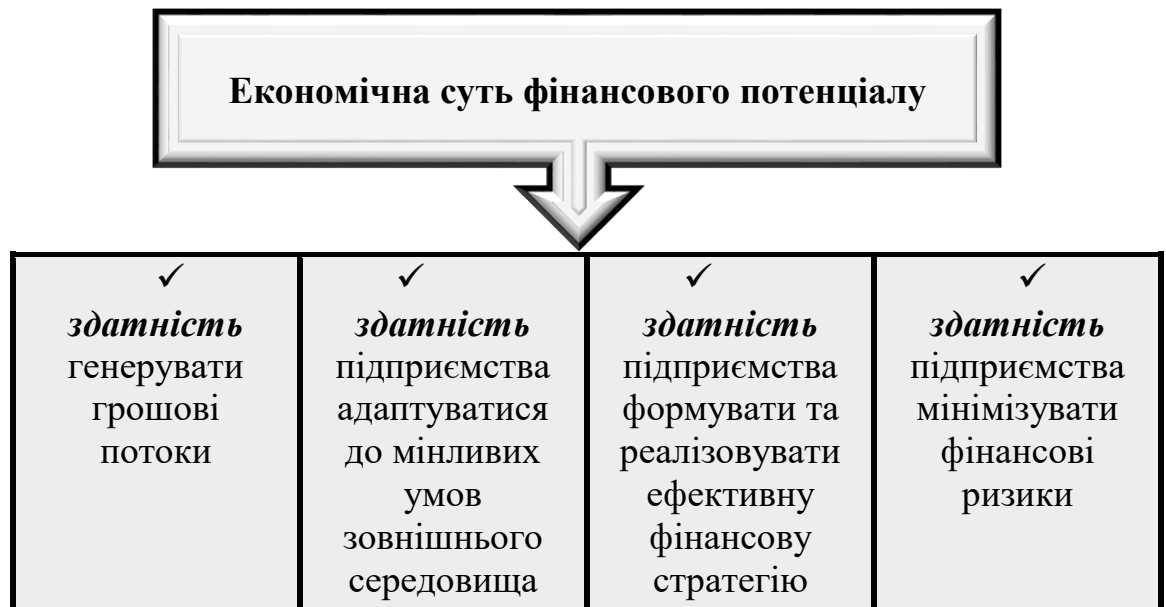 Економічна суть фінансового потенціалу
✓
здатність
генерувати
грошові
потоки
✓
здатність
підприємства
адаптуватися
до мінливих
умов
зовнішнього
середовища
✓
здатність
підприємства
формувати та
реалізовувати
ефективну
фінансову
стратегію
✓
здатність
підприємства
мінімізувати
фінансові
ризики